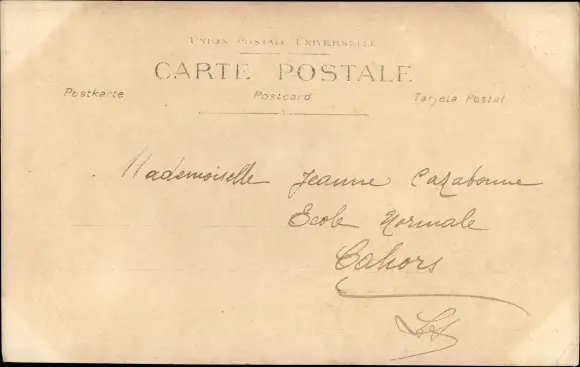 UNION POSTALE UNIVERSELLE
CARTE POSTALE
Postkarte Postcard Tarjeta Postal
Mademoiselle Jeanne Cazabonne
Ecole Normale
Cahors